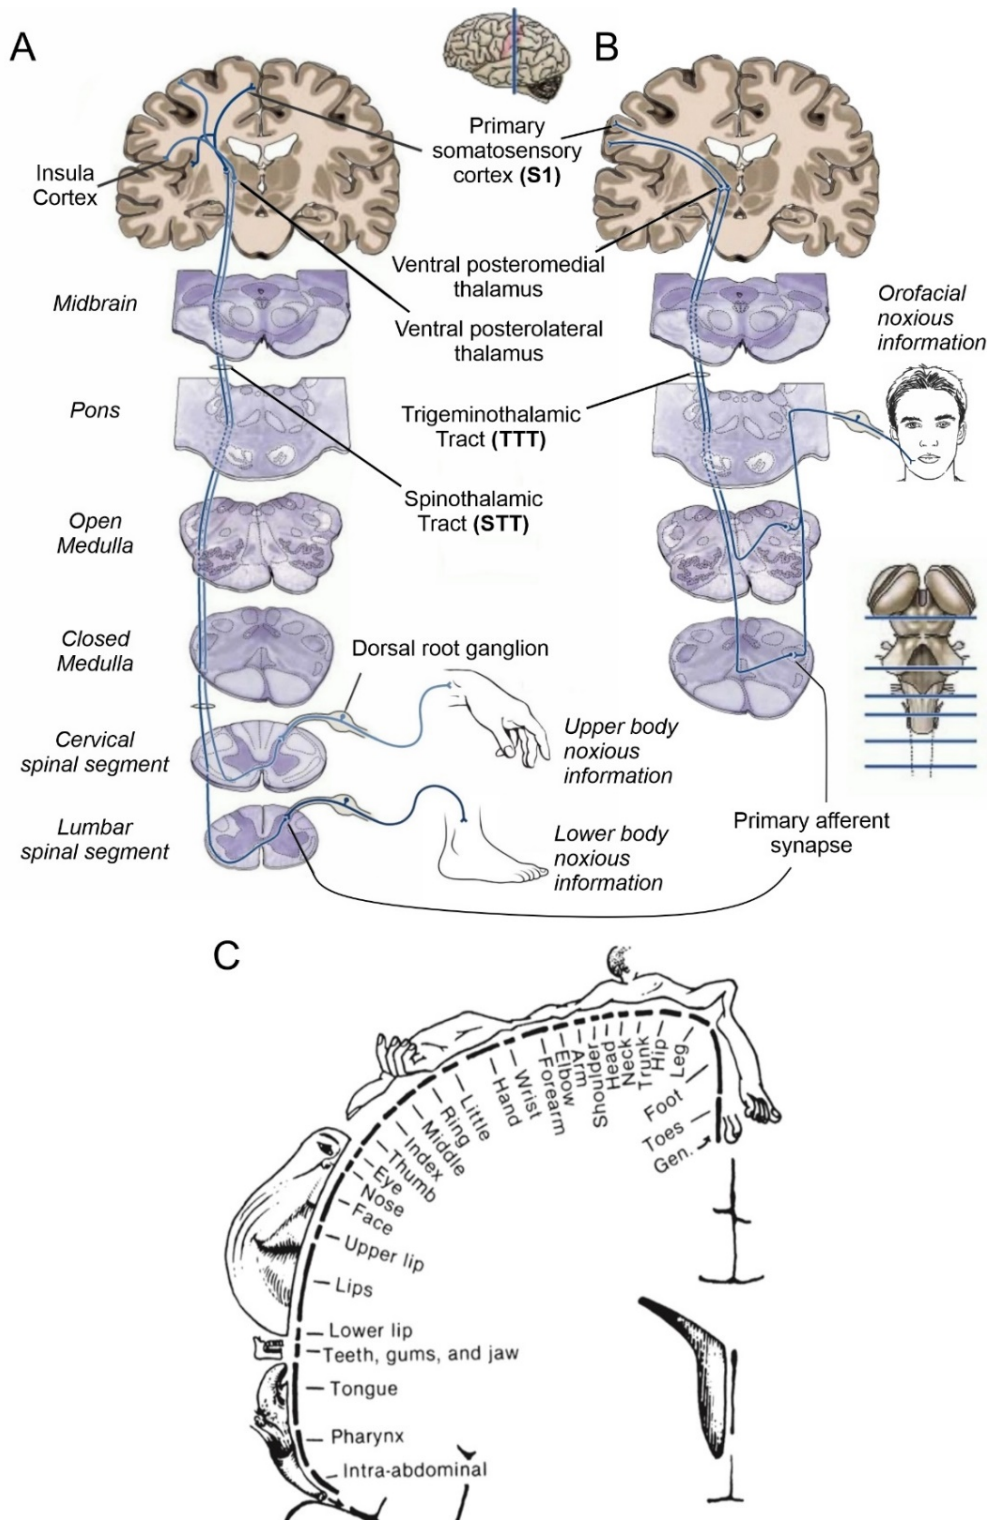 A
B
Primary
somatosensory
cortex (S1)
Insula
Cortex
Ventral posteromedial
thalamus
Midbrain
Orofacial
noxious
information
Ventral posterolateral
thalamus
Pons
Trigeminothalamic
Tract (TTT)
Spinothalamic
Tract (STT)
Open
Medulla
Closed
Medulla
Dorsal root ganglion
Cervical
spinal segment
Upper body
noxious
information
Lumbar
spinal segment
Primary afferent
synapse
Lower body
noxious
information
C
Leg
Hip
Trunk
Neck
Head
Shoulder
Arm
Elbow
Forearm
Wrist
Hand
Little
Ring
Middle
Index
Thumb
Eye
Nose
Face
Foot
Toes
Gen.
Upper lip
Lips
Lower lip
Teeth, gums, and jaw
Tongue
Pharynx
Intra-abdominal